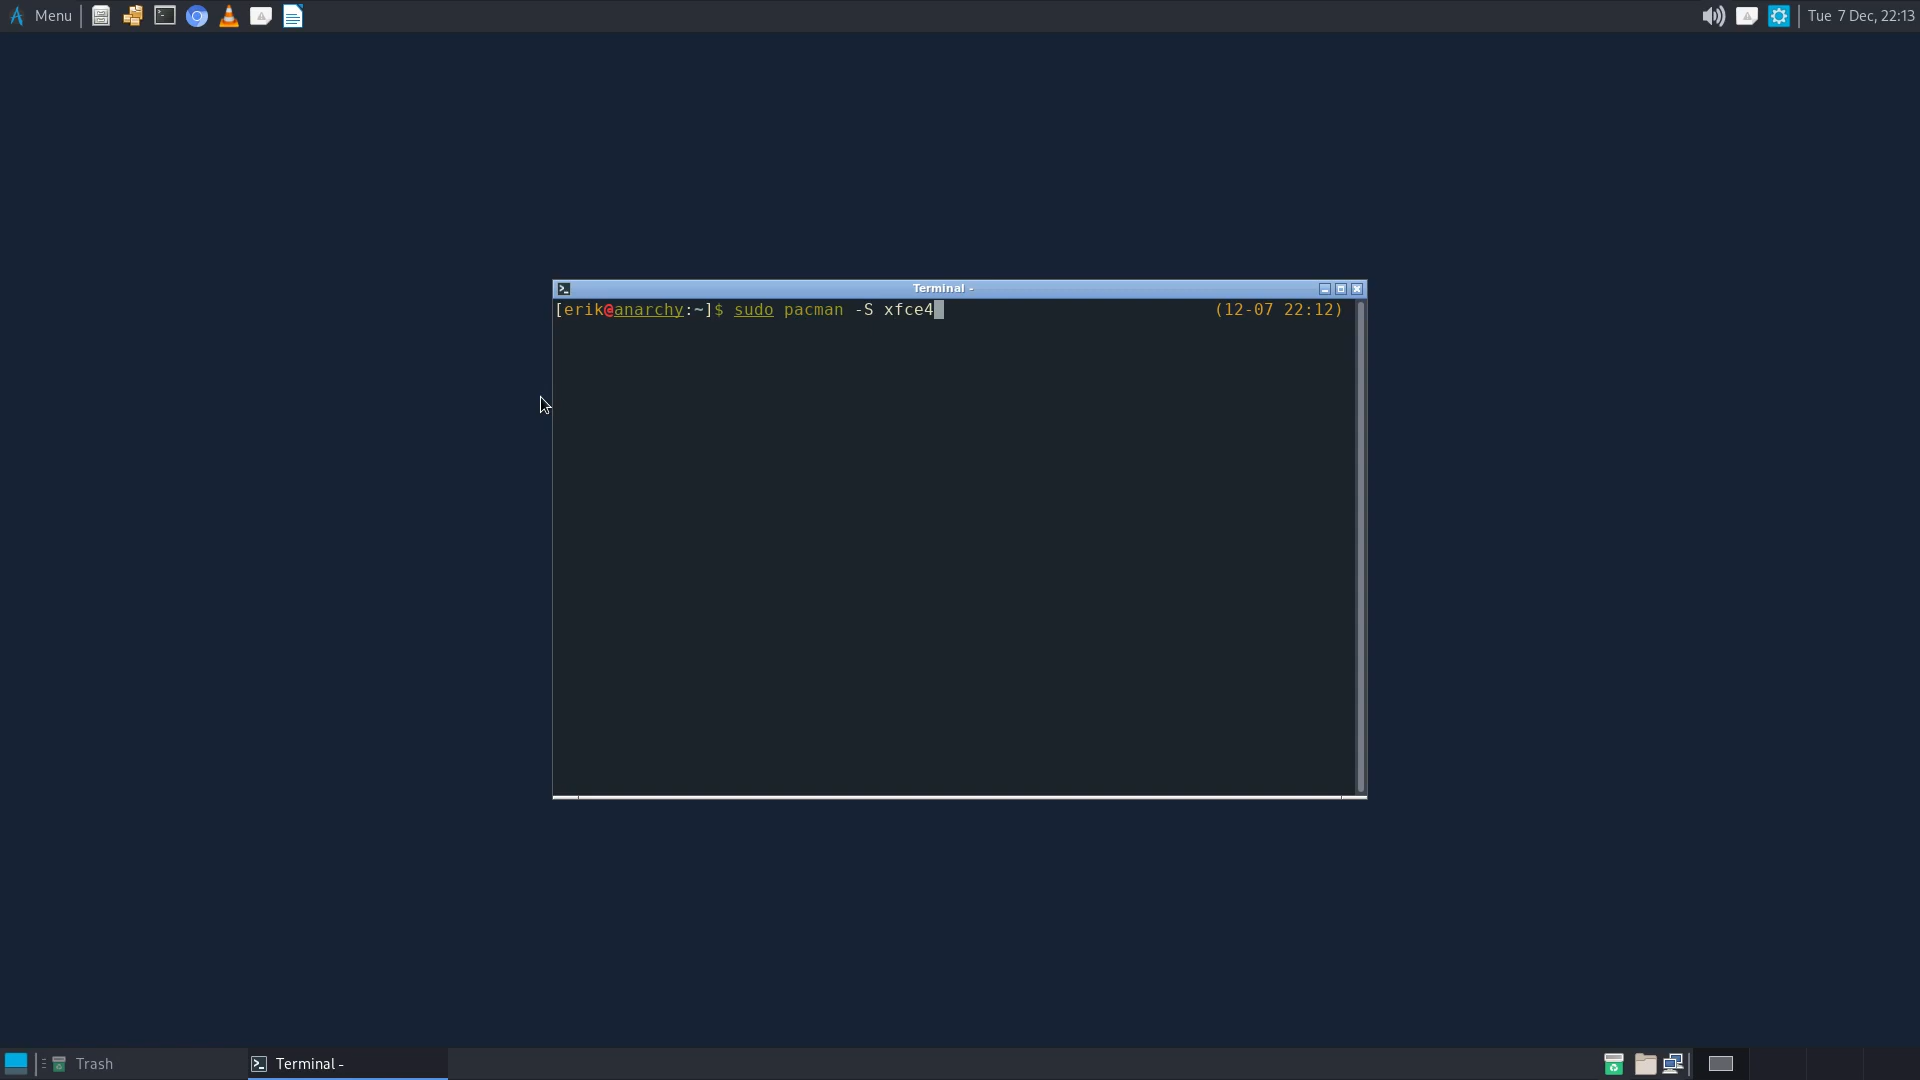 Menu
Tue 7 Dec, 22:13
Terminal -
[erik@anarchy:~]$ sudo pacman -S xfce4 (12-07 22:12)
Trash
Terminal -